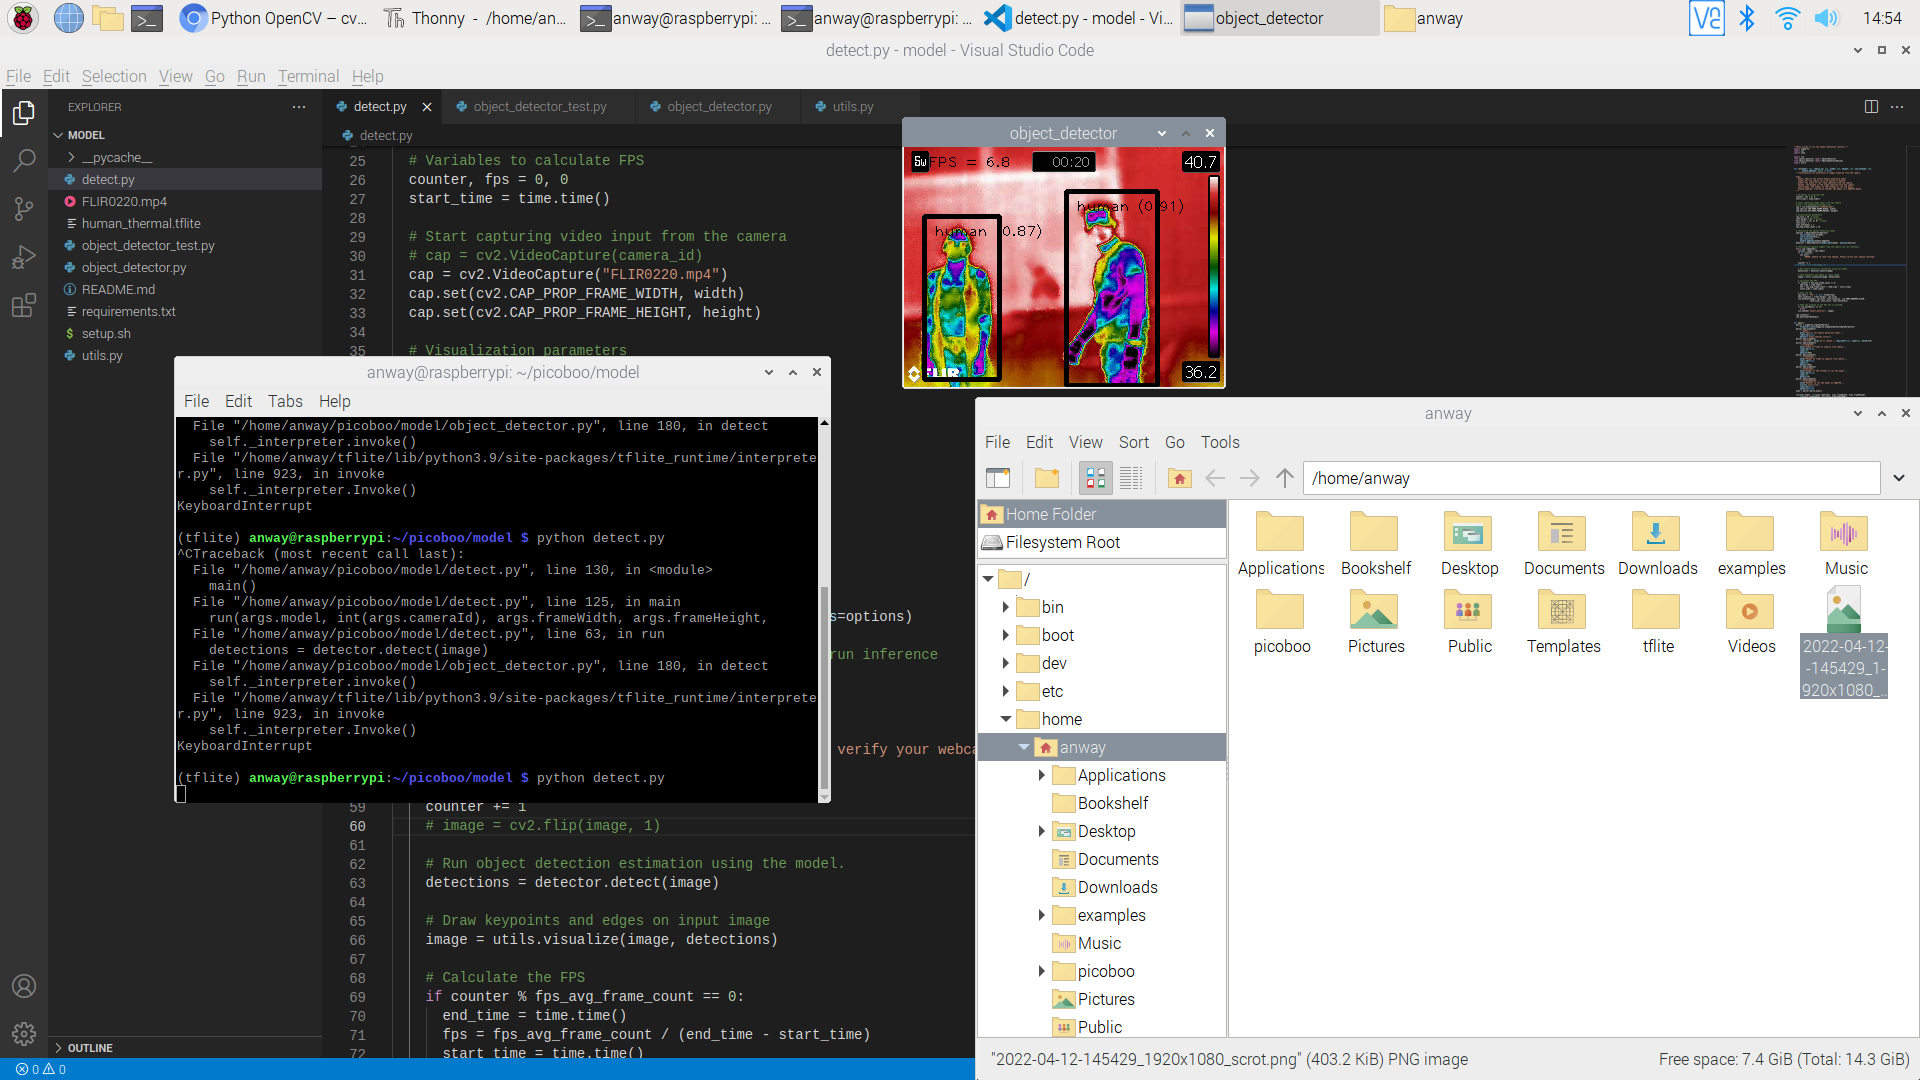 Python OpenCV – cv...
Thonny  -  /home/an...
anway@raspberrypi: ...
anway@raspberrypi: ...
detect.py - model - Vi...
object_detector
anway
14:54
detect.py - model - Visual Studio Code
File Edit Selection View Go Run Terminal Help
EXPLORER
MODEL
__pycache__
detect.py
FLIR0220.mp4
human_thermal.tflite
object_detector_test.py
object_detector.py
README.md
requirements.txt
setup.sh
utils.py
OUTLINE
0 0
detect.py
object_detector_test.py
object_detector.py
utils.py
detect.py
25 # Variables to calculate FPS
26 counter, fps = 0, 0
27 start_time = time.time()
28
29 # Start capturing video input from the camera
30 # cap = cv2.VideoCapture(camera_id)
31 cap = cv2.VideoCapture("FLIR0220.mp4")
32 cap.set(cv2.CAP_PROP_FRAME_WIDTH, width)
33 cap.set(cv2.CAP_PROP_FRAME_HEIGHT, height)
34
35 # Visualization parameters
s=options)
run inference
verify your webca
59 counter += 1
60 # image = cv2.flip(image, 1)
61
62 # Run object detection estimation using the model.
63 detections = detector.detect(image)
64
65 # Draw keypoints and edges on input image
66 image = utils.visualize(image, detections)
67
68 # Calculate the FPS
69 if counter % fps_avg_frame_count == 0:
70 end_time = time.time()
71 fps = fps_avg_frame_count / (end_time - start_time)
72 start_time = time.time()
anway@raspberrypi: ~/picoboo/model
File Edit Tabs Help
File "/home/anway/picoboo/model/object_detector.py", line 180, in detect
self._interpreter.invoke()
File "/home/anway/tflite/lib/python3.9/site-packages/tflite_runtime/interprete
r.py", line 923, in invoke
self._interpreter.Invoke()
KeyboardInterrupt
(tflite) anway@raspberrypi:~/picoboo/model $ python detect.py
^CTraceback (most recent call last):
File "/home/anway/picoboo/model/detect.py", line 130, in <module>
main()
File "/home/anway/picoboo/model/detect.py", line 125, in main
run(args.model, int(args.cameraId), args.frameWidth, args.frameHeight,
File "/home/anway/picoboo/model/detect.py", line 63, in run
detections = detector.detect(image)
File "/home/anway/picoboo/model/object_detector.py", line 180, in detect
self._interpreter.invoke()
File "/home/anway/tflite/lib/python3.9/site-packages/tflite_runtime/interprete
r.py", line 923, in invoke
self._interpreter.Invoke()
KeyboardInterrupt
(tflite) anway@raspberrypi:~/picoboo/model $ python detect.py
object_detector
FPS = 6.8
00:20
40.7
human (0.91)
human (0.87)
FLIR
36.2
anway
File Edit View Sort Go Tools
/home/anway
Home Folder
Filesystem Root
/
bin
boot
dev
etc
home
anway
Applications
Bookshelf
Desktop
Documents
Downloads
examples
Music
picoboo
Pictures
Public
Applications Bookshelf Desktop Documents Downloads examples Music
picoboo Pictures Public Templates tflite Videos
2022-04-12-
-145429_1-
920x1080_...
"2022-04-12-145429_1920x1080_scrot.png" (403.2 KiB) PNG image
Free space: 7.4 GiB (Total: 14.3 GiB)